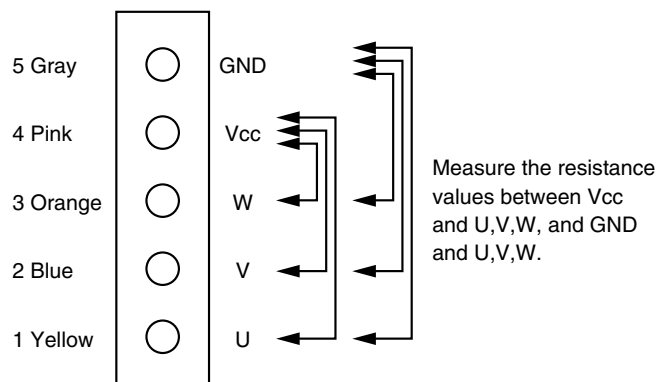 5 Gray GND
4 Pink Vcc
3 Orange W
2 Blue V
1 Yellow U
Measure the resistance
values between Vcc
and U,V,W, and GND
and U,V,W.